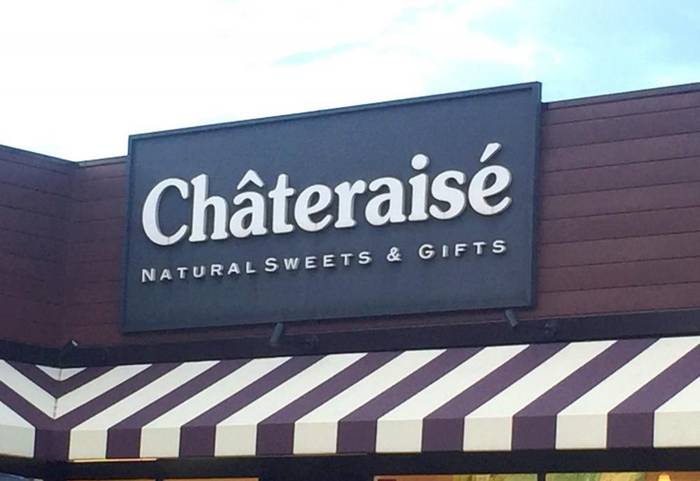 Châteraisé
NATURAL SWEETS & GIFTS